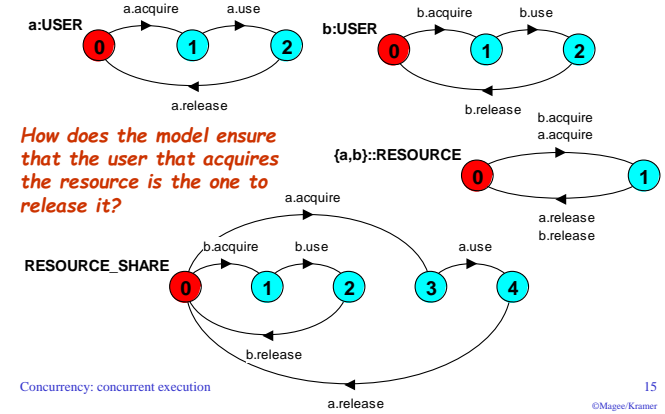 a:USER
a.acquire
a.use
0
1
2
a.release
b:USER
b.acquire
b.use
0
1
2
b.release
How does the model ensure
that the user that acquires
the resource is the one to
release it?
{a,b}::RESOURCE
b.acquire
a.acquire
0
1
a.release
b.release
RESOURCE_SHARE
a.acquire
b.acquire
b.use
a.use
0
1
2
3
4
b.release
a.release
Concurrency: concurrent execution
15
©Magee/Kramer